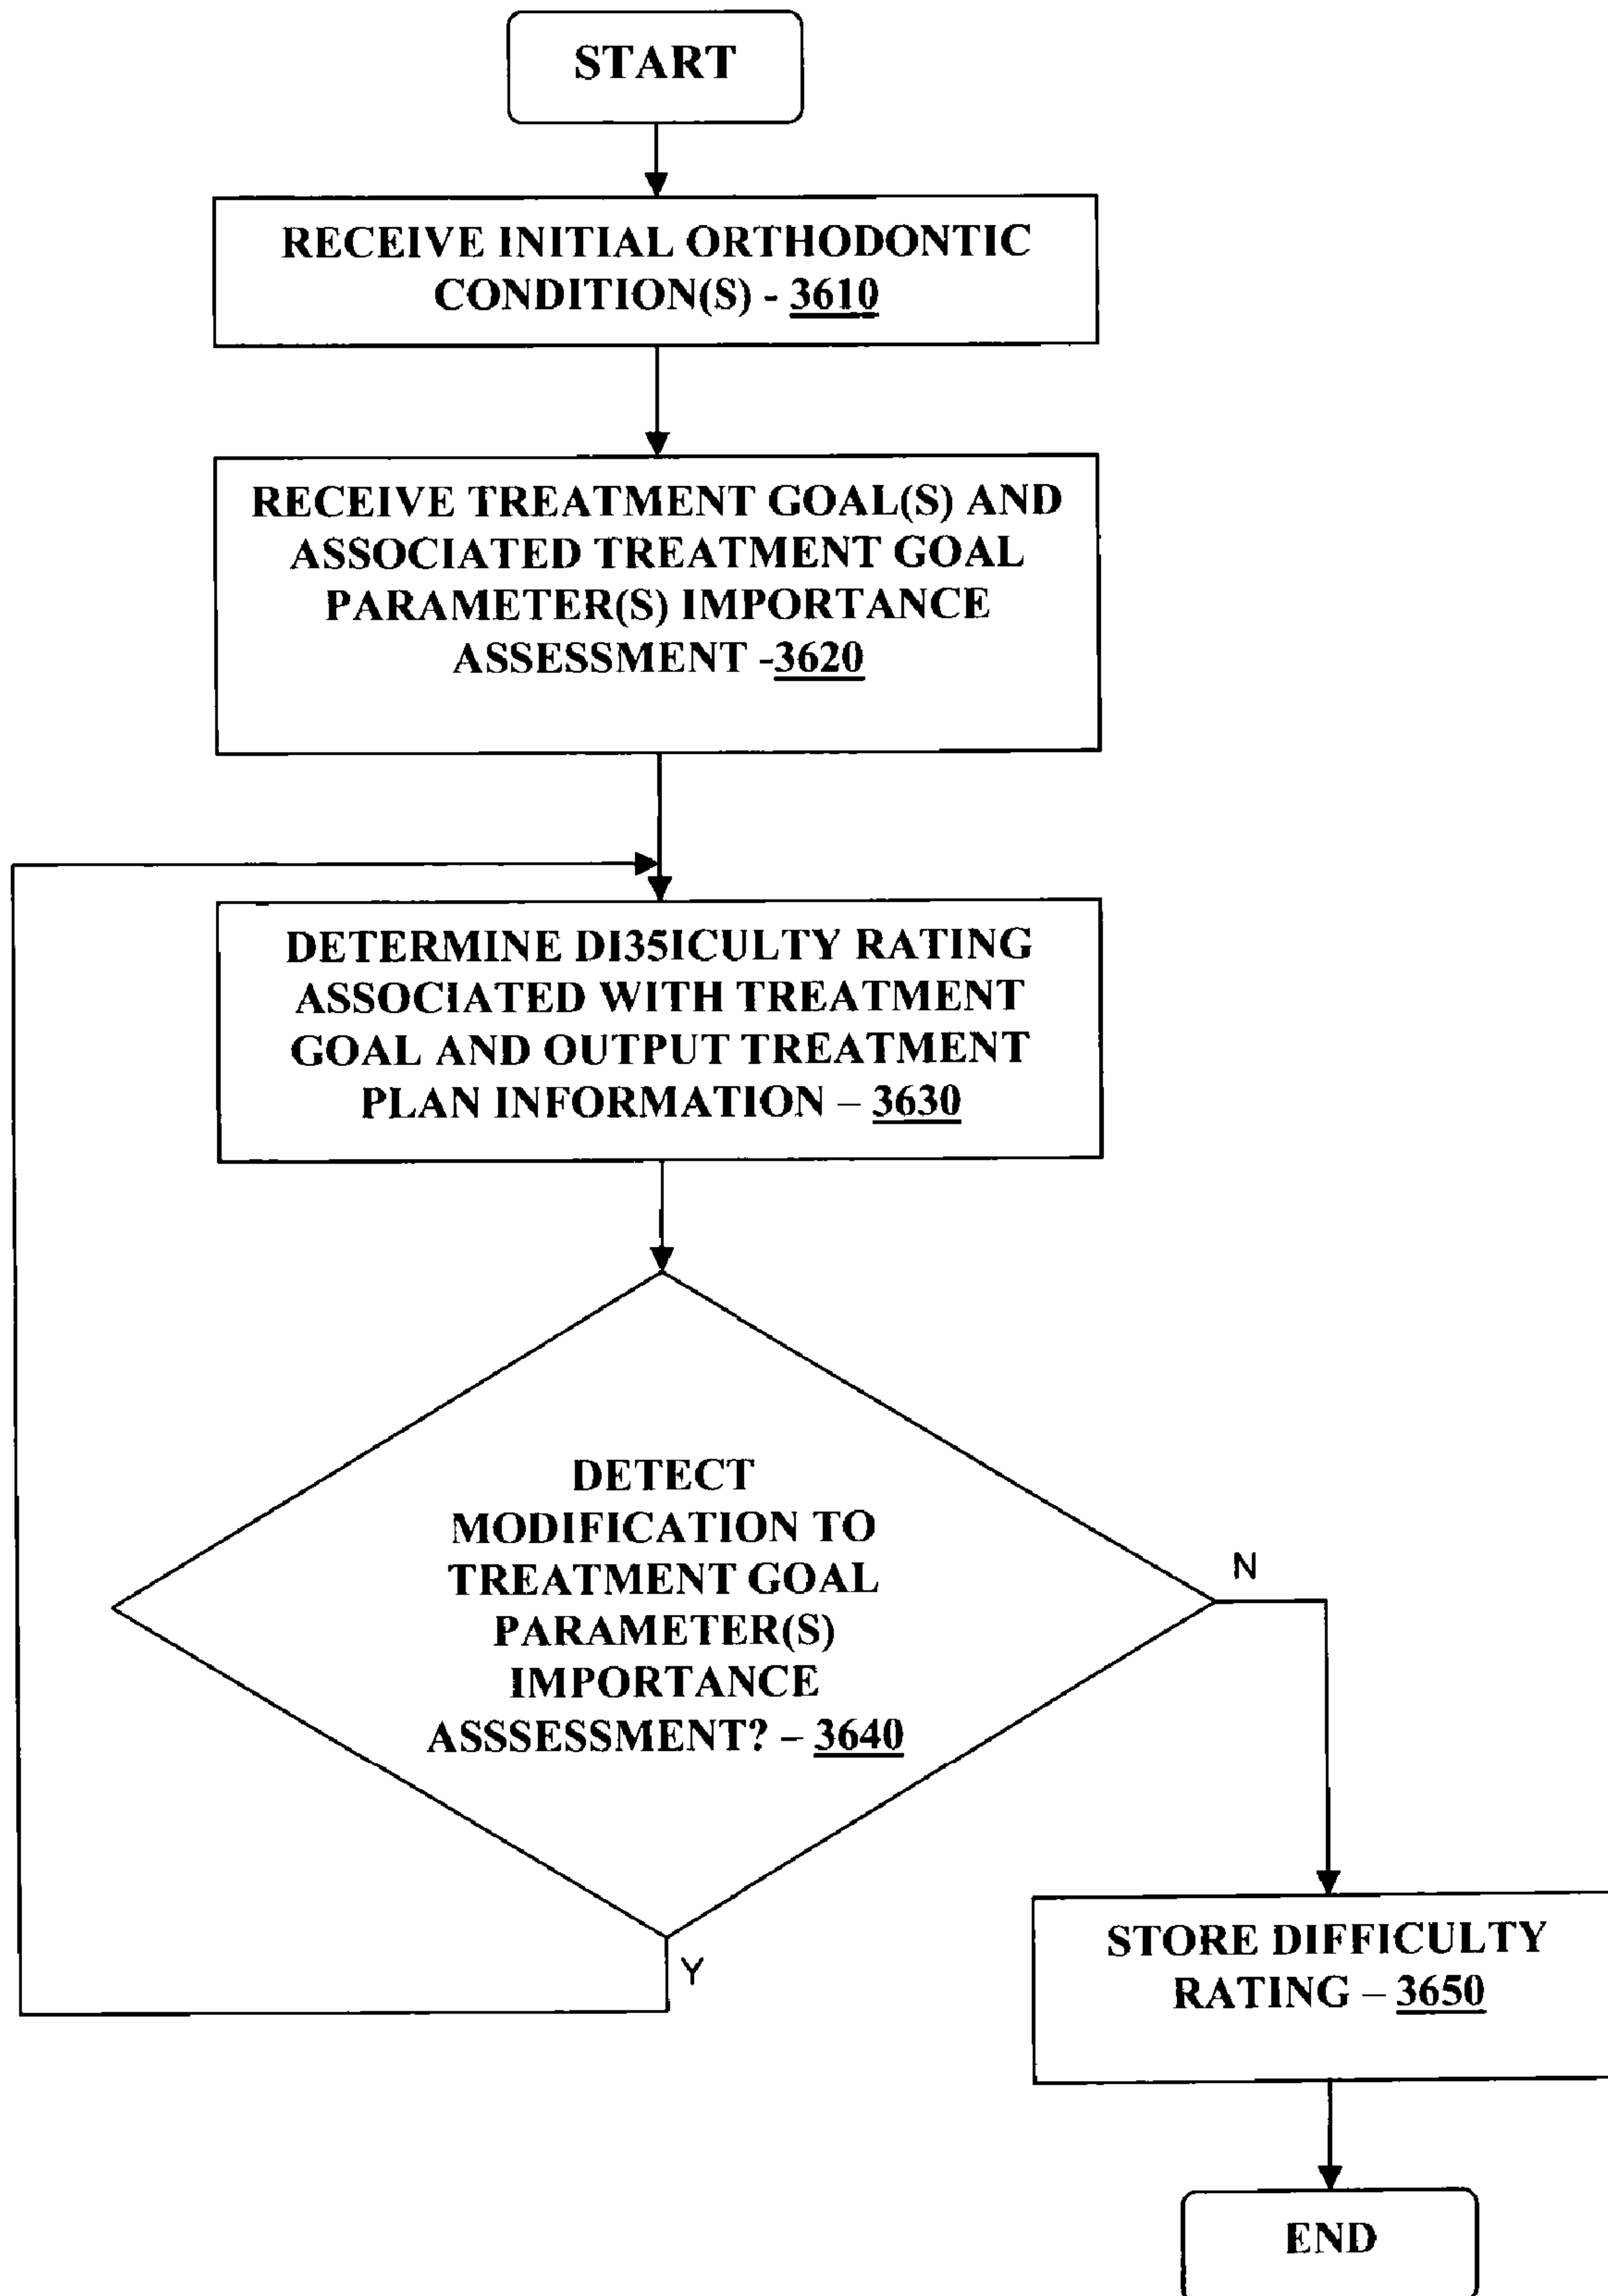 START
RECEIVE INITIAL ORTHODONTIC
CONDITION(S) - 3610
RECEIVE TREATMENT GOAL(S) AND
ASSOCIATED TREATMENT GOAL
PARAMETER(S) IMPORTANCE
ASSESSMENT -3620
DETERMINE DI35ICULTY RATING
ASSOCIATED WITH TREATMENT
GOAL AND OUTPUT TREATMENT
PLAN INFORMATION – 3630
DETECT
MODIFICATION TO
TREATMENT GOAL
PARAMETER(S)
IMPORTANCE
ASSSESSMENT? – 3640
N
Y
STORE DIFFICULTY
RATING – 3650
END